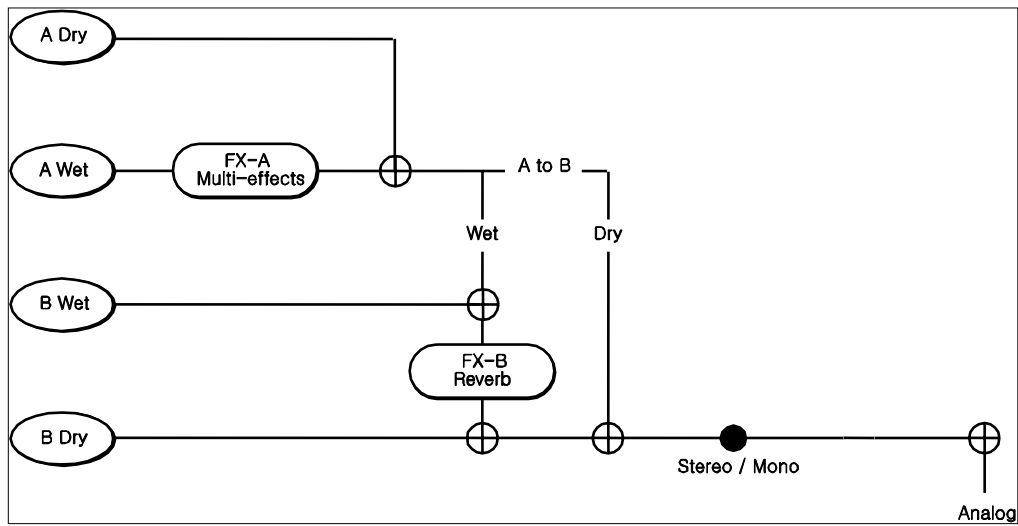 A Dry
A Wet
FX-A
Multi-effects
A to B
Wet
Dry
B Wet
FX-B
Reverb
B Dry
Stereo / Mono
Analog